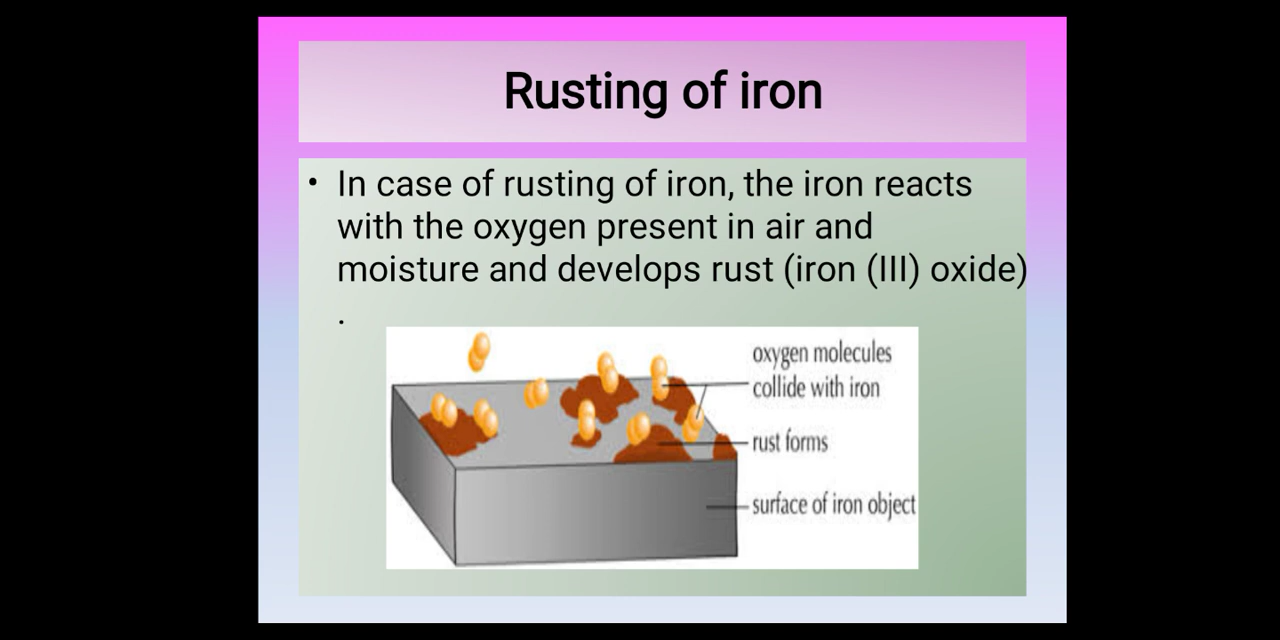 Rusting of iron
• In case of rusting of iron, the iron reacts
with the oxygen present in air and
moisture and develops rust (iron (III) oxide)
.
oxygen molecules
collide with iron
rust forms
surface of iron object